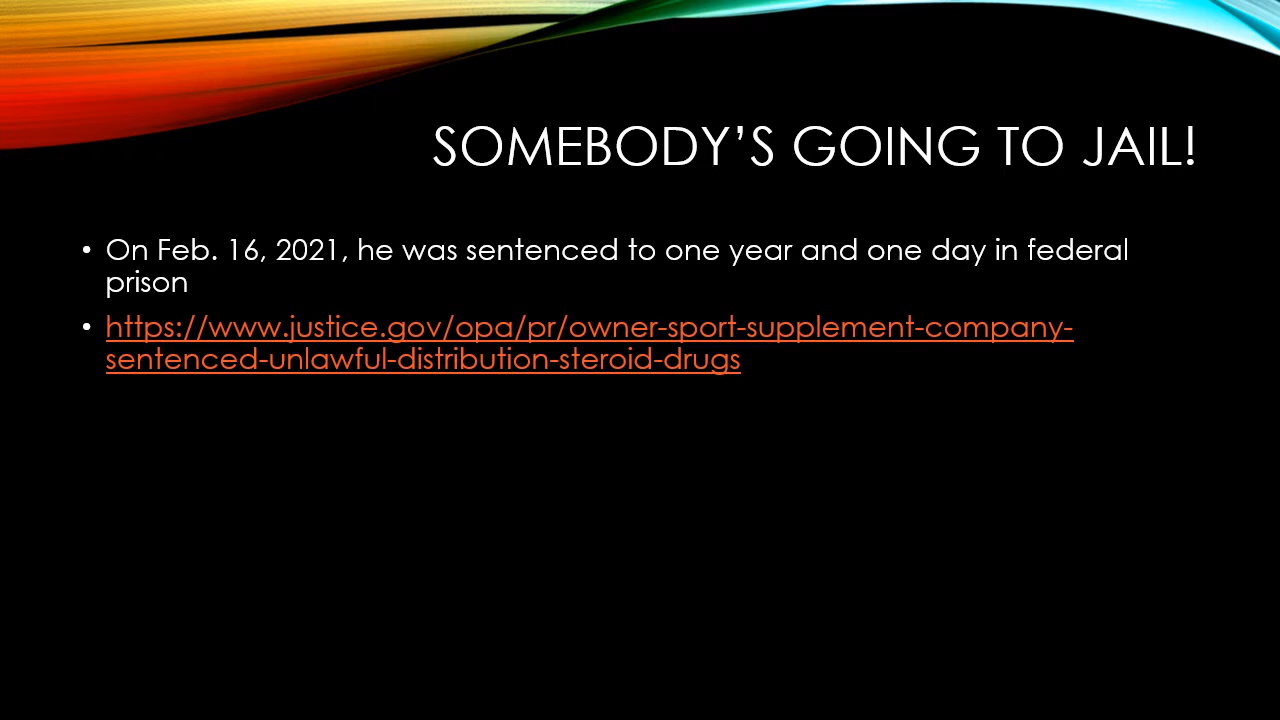 SOMEBODY’S GOING TO JAIL!
• On Feb. 16, 2021, he was sentenced to one year and one day in federal
prison
• https://www.justice.gov/opa/pr/owner-sport-supplement-company-
sentenced-unlawful-distribution-steroid-drugs